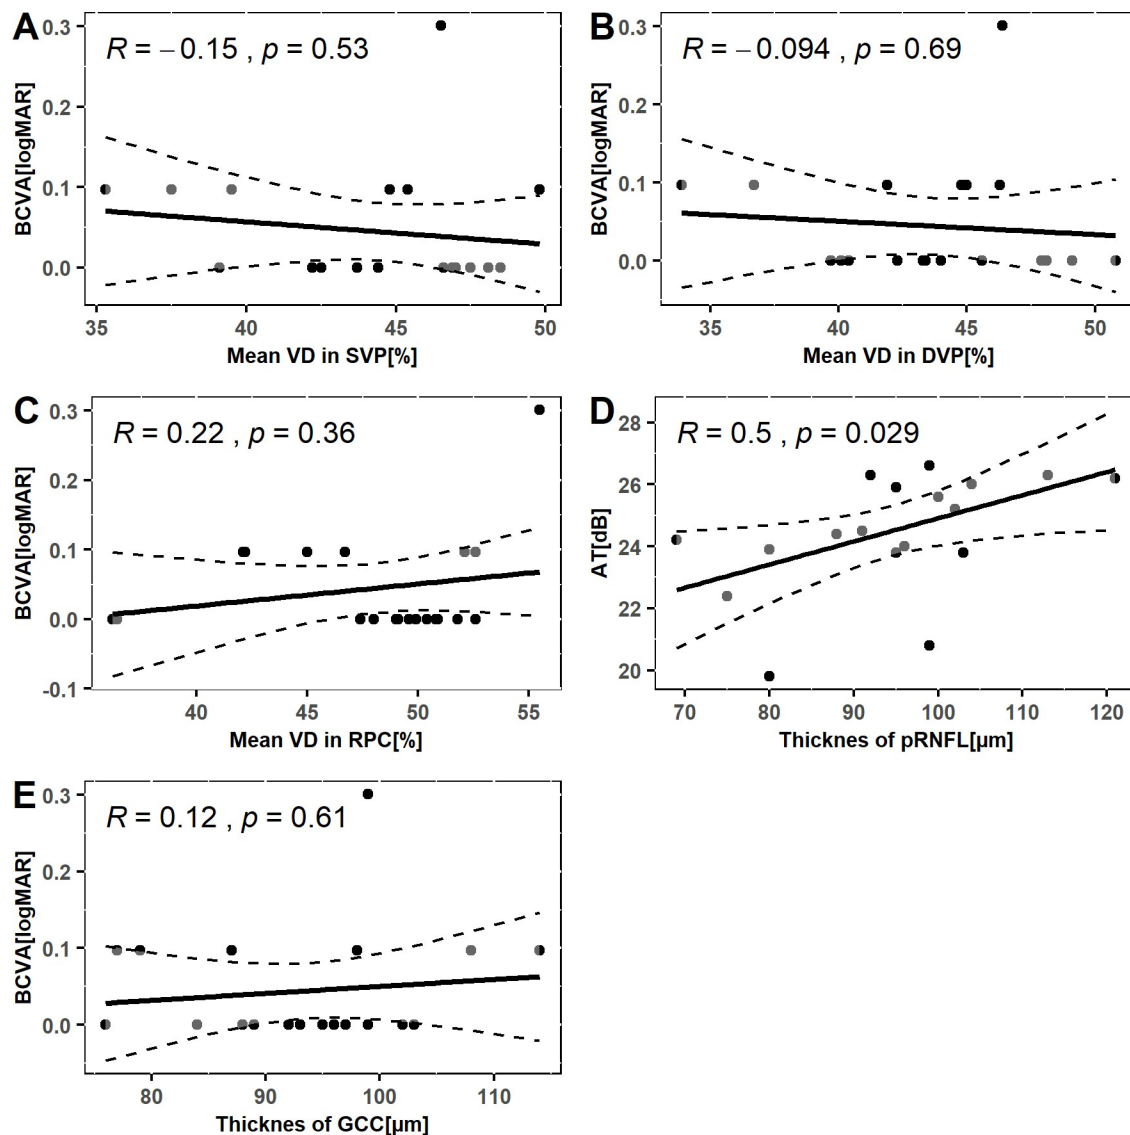 A
R = −0.15 , p = 0.53
BCVA[logMAR]
0.3
0.2
0.1
0.0
35 40 45 50
Mean VD in SVP[%]
B
R = −0.094 , p = 0.69
BCVA[logMAR]
0.3
0.2
0.1
0.0
35 40 45 50
Mean VD in DVP[%]
C
R = 0.22 , p = 0.36
BCVA[logMAR]
0.3
0.2
0.1
0.0
-0.1
40 45 50 55
Mean VD in RPC[%]
D
R = 0.5 , p = 0.029
AT[dB]
28
26
24
22
20
70 80 90 100 110 120
Thicknes of pRNFL[µm]
E
R = 0.12 , p = 0.61
BCVA[logMAR]
0.3
0.2
0.1
0.0
80 90 100 110
Thicknes of GCC[µm]